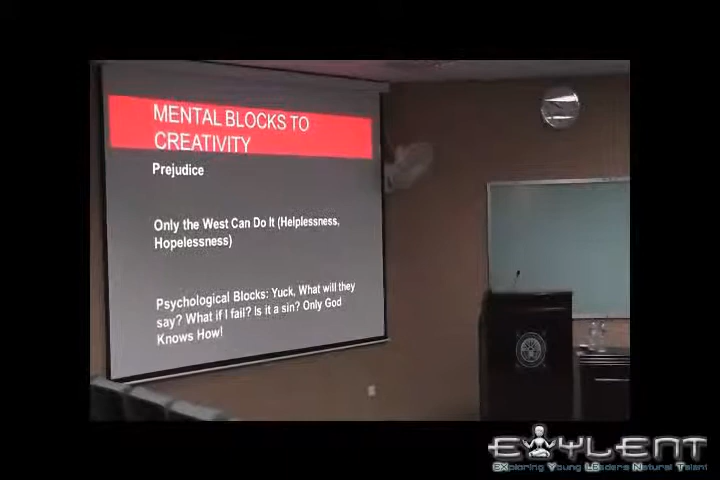 MENTAL BLOCKS TO
CREATIVITY
Prejudice
Only the West Can Do It (Helplessness,
Hopelessness)
Psychological Blocks: Yuck, What will they
say? What if I fail? Is it a sin? Only God
Knows How!
EXYLENT
EXploring Young LEaders Natural Talent